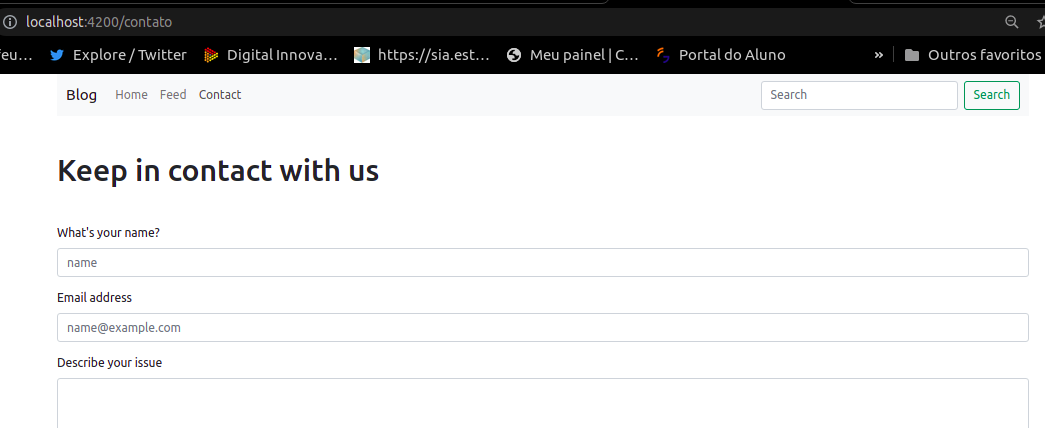 localhost:4200/contato
feu... Explore / Twitter Digital Innova... https://sia.est... Meu painel | C... Portal do Aluno » Outros favoritos
Blog Home Feed Contact Search Search
Keep in contact with us
What's your name?
name
Email address
name@example.com
Describe your issue